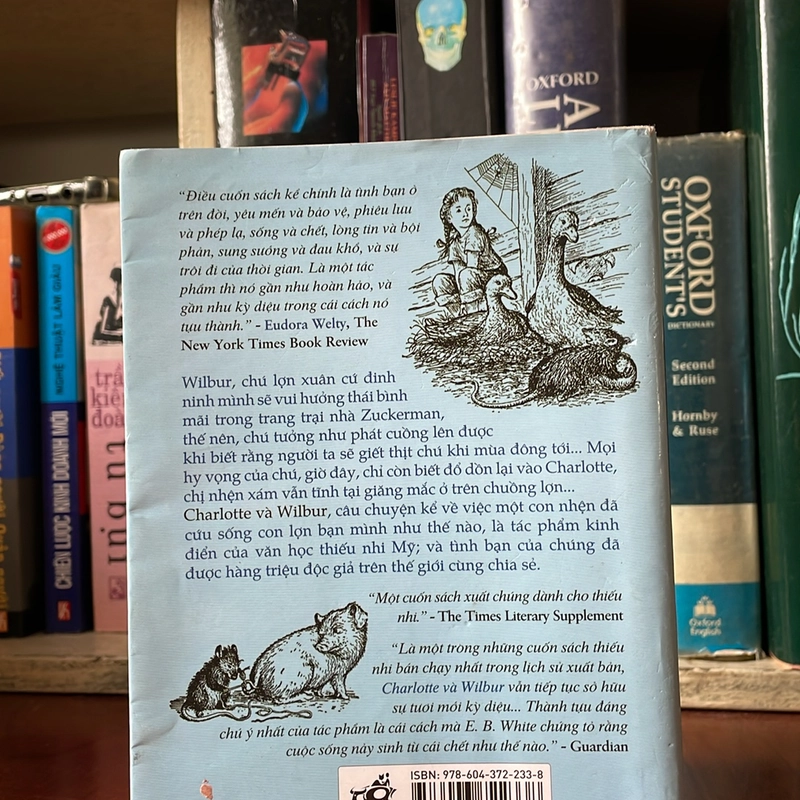 OXFORD
"Điều cuốn sách kể chính là tình bạn ở
trên đời, yêu mến và bảo vệ, phiêu lưu
và phép lạ, sống và chết, lòng tin và bội
phản, sung sướng và đau khổ, và sự
trôi đi của thời gian. Là một tác
phẩm thì nó gần như hoàn hảo, và
gần như kỳ diệu trong cái cách nó
tựu thành." - Eudora Welty, The
New York Times Book Review
Wilbur, chú lợn xuân cứ đinh
ninh mình sẽ vui hưởng thái bình
mãi trong trang trại nhà Zuckerman,
thế nên, chú tưởng như phát cuồng lên được
khi biết rằng người ta sẽ giết thịt chú khi mùa đông tới... Mọi
hy vọng của chú, giờ đây, chỉ còn biết đổ dồn lại vào Charlotte,
chị nhện xám vẫn tĩnh tại giăng mắc ở trên chuồng lợn...
Charlotte và Wilbur, câu chuyện kể về việc một con nhện đã
cứu sống con lợn bạn mình như thế nào, là tác phẩm kinh
điển của văn học thiếu nhi Mỹ; và tình bạn của chúng đã
được hàng triệu độc giả trên thế giới cùng chia sẻ.
"Một cuốn sách xuất chúng dành cho thiếu
nhi." - The Times Literary Supplement
"Là một trong những cuốn sách thiếu
nhi bán chạy nhất trong lịch sử xuất bản,
Charlotte và Wilbur vẫn tiếp tục sở hữu
sự tươi mới kỳ diệu... Thành tựu đáng
chú ý nhất của tác phẩm là cái cách mà E. B. White chứng tỏ rằng
cuộc sống nảy sinh từ cái chết như thế nào." - Guardian
ISBN: 978-604-372-233-8
NGHỆ THUẬT LÀM GIÀU
CHIẾN LƯỢC KINH DOANH MỚI
OXFORD
STUDENT'S
DICTIONARY
Second
Edition
Hornby
& Ruse
Oxford
English